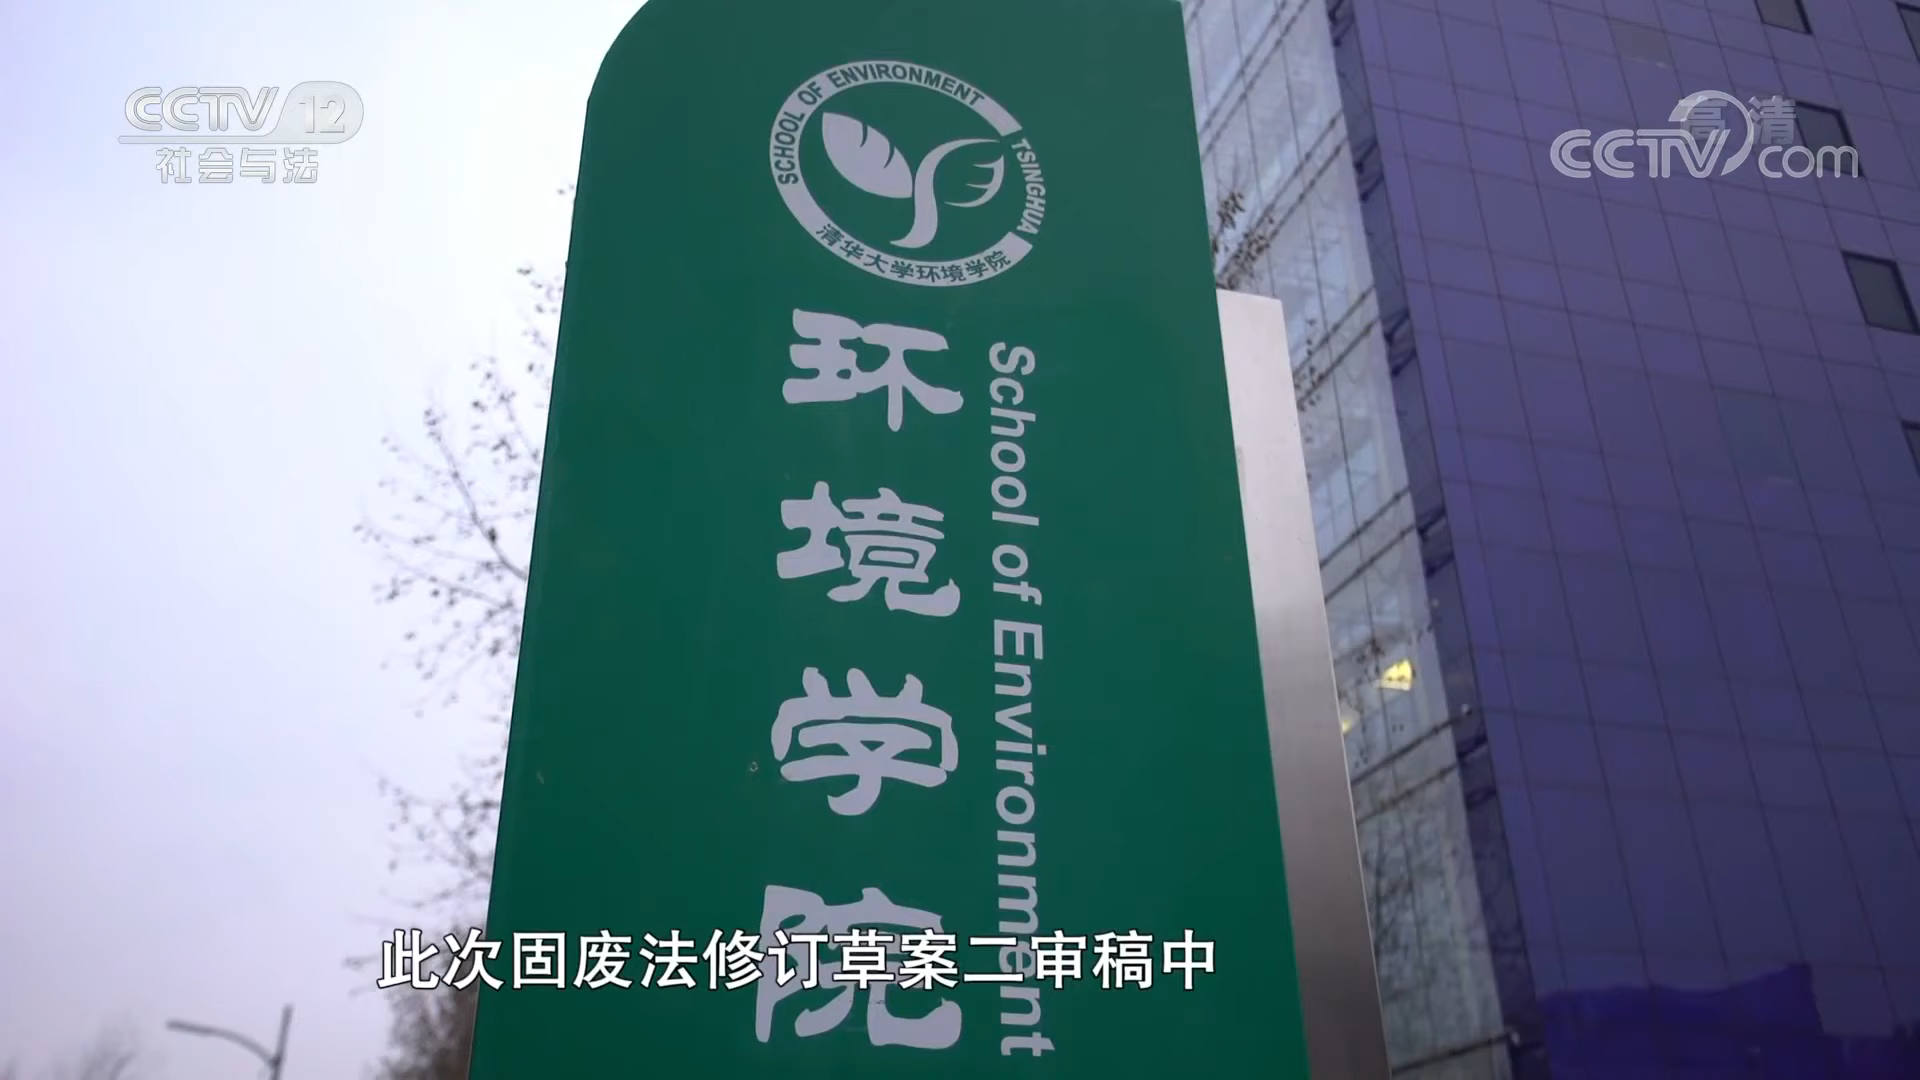 CCTV 12
社会与法
高清
CCTV.com
SCHOOL OF ENVIRONMENT TSINGHUA
清华大学环境学院
环境学院
School of Environment
此次固废法修订草案二审稿中